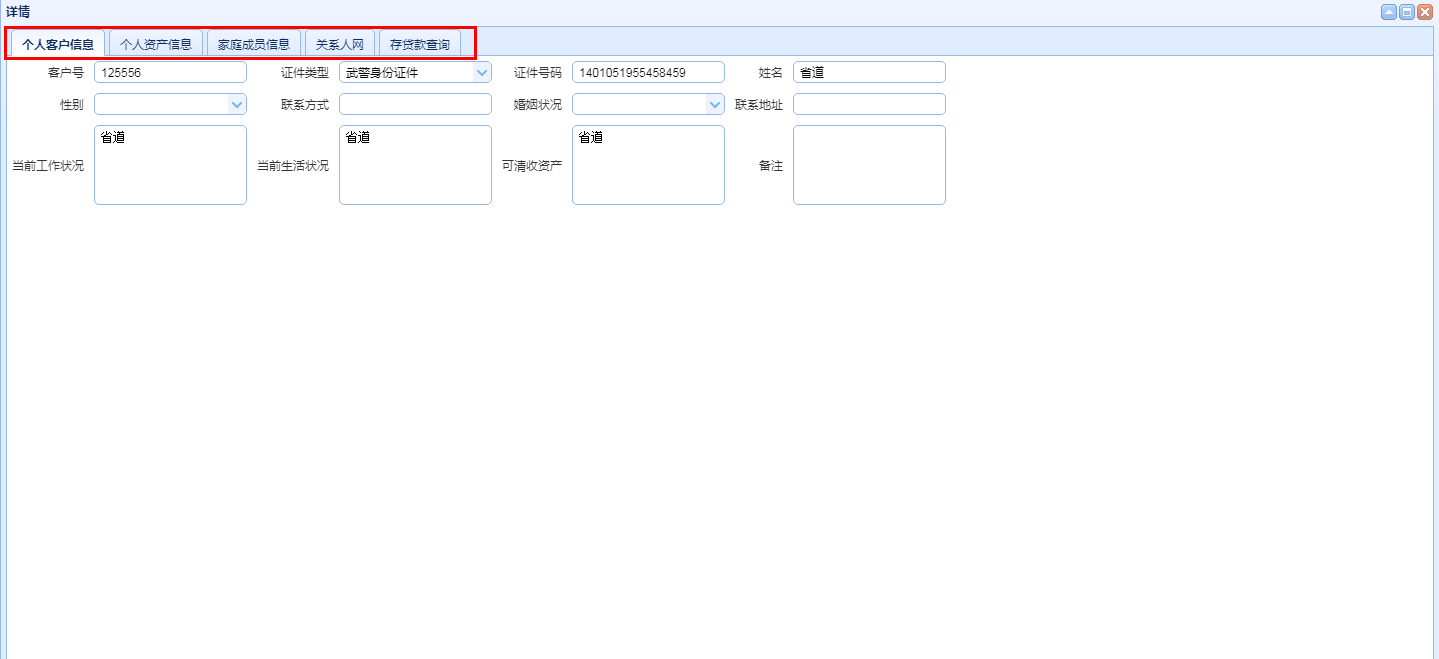 详情
个人客户信息 个人资产信息 家庭成员信息 关系人网 存贷款查询
客户号 125556 证件类型 武警身份证件 证件号码 1401051955458459 姓名 省道
性别 联系方式 婚姻状况 联系地址
省道 省道 省道
当前工作状况 当前生活状况 可清收资产 备注